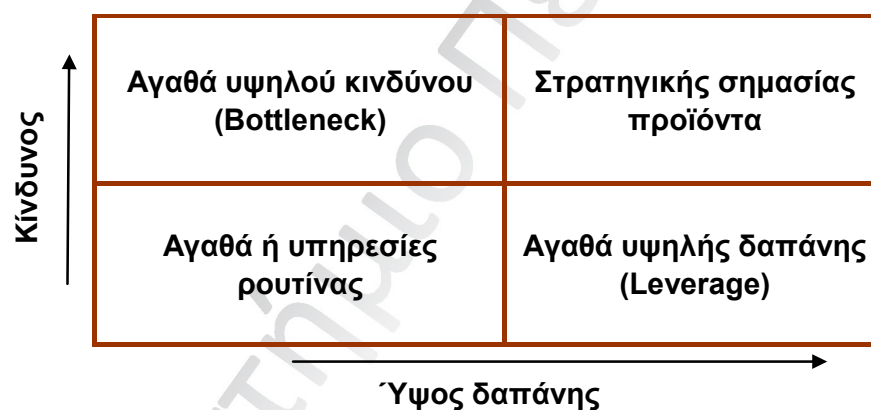 Αγαθά υψηλού κινδύνου
(Bottleneck)
Στρατηγικής σημασίας
προϊόντα
Κίνδυνος
Αγαθά ή υπηρεσίες
ρουτίνας
Αγαθά υψηλής δαπάνης
(Leverage)
Ύψος δαπάνης